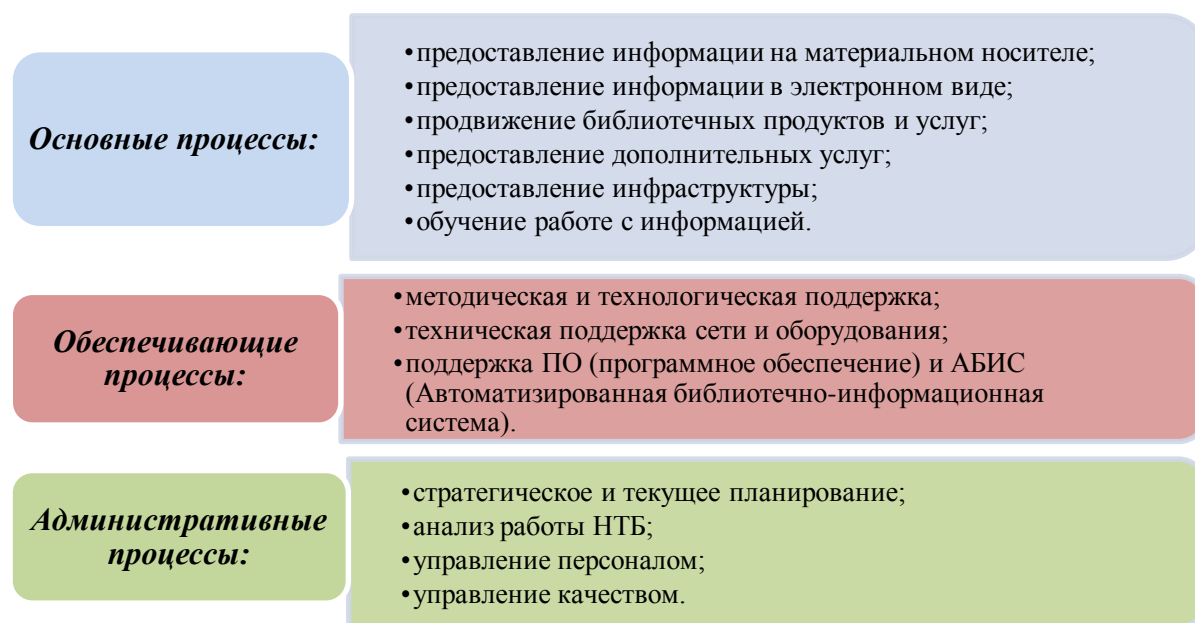 Основные процессы:
•предоставление информации на материальном носителе;
•предоставление информации в электронном виде;
•продвижение библиотечных продуктов и услуг;
•предоставление дополнительных услуг;
•предоставление инфраструктуры;
•обучение работе с информацией.
Обеспечивающие
процессы:
•методическая и технологическая поддержка;
•техническая поддержка сети и оборудования;
•поддержка ПО (программное обеспечение) и АБИС
(Автоматизированная библиотечно-информационная
система).
Административные
процессы:
•стратегическое и текущее планирование;
•анализ работы НТБ;
•управление персоналом;
•управление качеством.